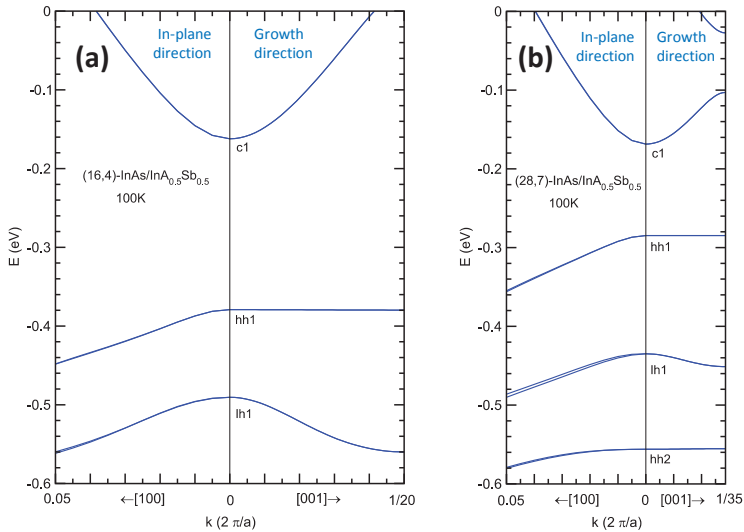 (a)
In-plane direction
Growth direction
c1
(16,4)-InAs/InA0.5Sb0.5
100K
hh1
lh1
E (eV)
0
-0.1
-0.2
-0.3
-0.4
-0.5
-0.6
0.05
←[100]
0
[001]→
1/20
k (2 π/a)
(b)
In-plane direction
Growth direction
c1
(28,7)-InAs/InA0.5Sb0.5
100K
hh1
lh1
hh2
E (eV)
0
-0.1
-0.2
-0.3
-0.4
-0.5
-0.6
0.05
←[100]
0
[001]→
1/35
k (2 π/a)